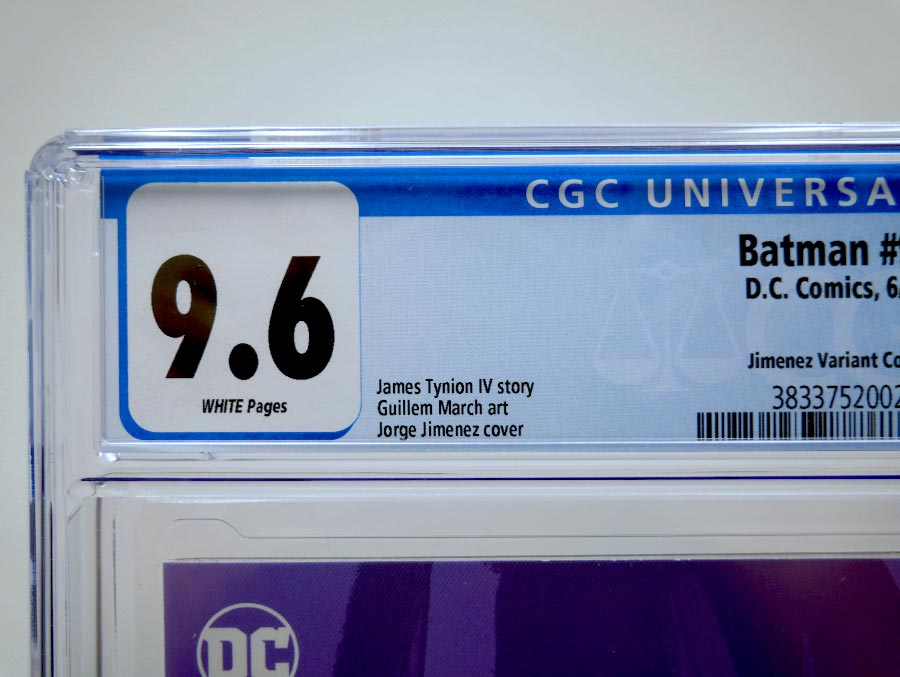 CGC UNIVERSA
9.6
WHITE Pages
Batman #
D.C. Comics, 6/
Jimenez Variant Co
383375200
James Tynion IV story
Guillem March art
Jorge Jimenez cover
DC